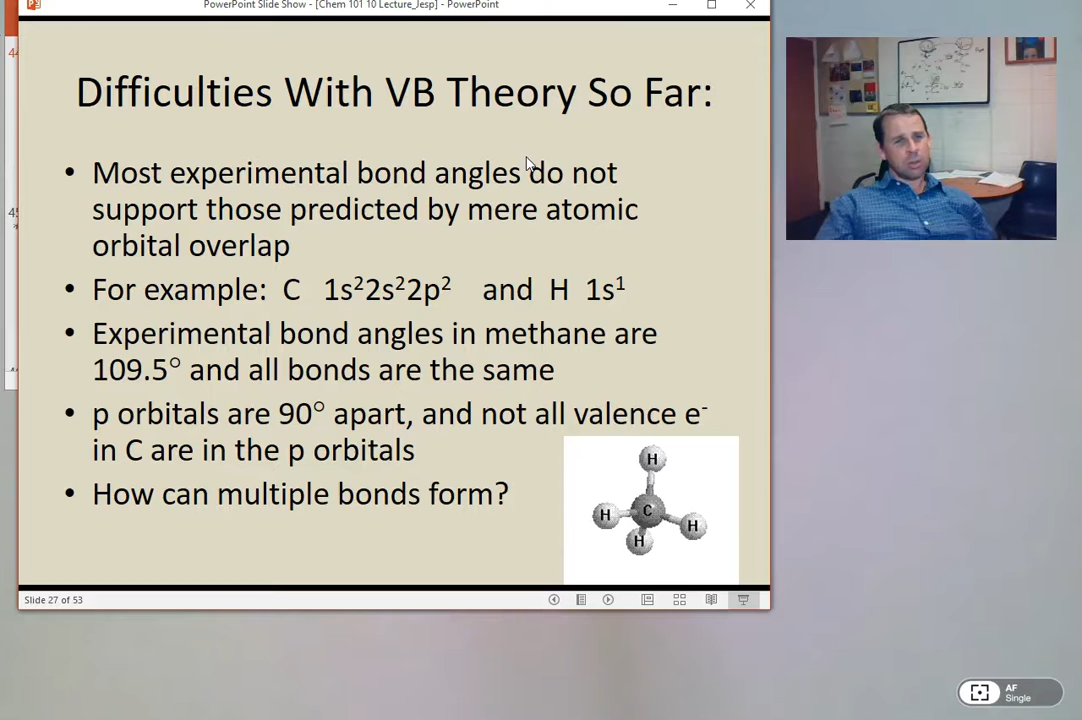 PowerPoint Slide Show - [Chem 101 10 Lecture_Jesp] - PowerPoint
Difficulties With VB Theory So Far:
• Most experimental bond angles do not
support those predicted by mere atomic
orbital overlap
• For example: C 1s²2s²2p² and H 1s¹
• Experimental bond angles in methane are
109.5° and all bonds are the same
• p orbitals are 90° apart, and not all valence e⁻
in C are in the p orbitals
• How can multiple bonds form?
H
C
H
H
H
Slide 27 of 53
AF
Single